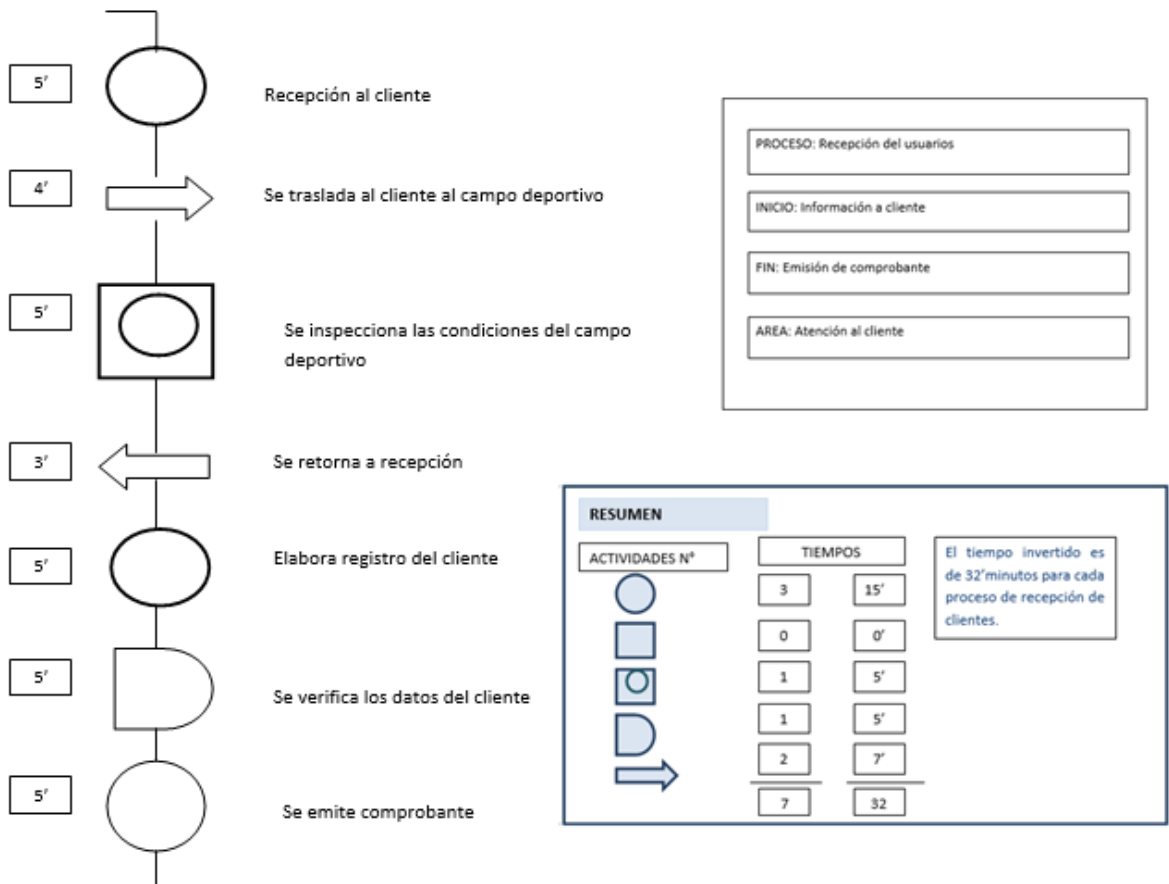 5’
Recepción al cliente
4’
Se traslada al cliente al campo deportivo
5’
Se inspecciona las condiciones del campo
deportivo
3’
Se retorna a recepción
5’
Elabora registro del cliente
5’
Se verifica los datos del cliente
5’
Se emite comprobante
PROCESO: Recepción del usuarios
INICIO: Información a cliente
FIN: Emisión de comprobante
AREA: Atención al cliente
RESUMEN
ACTIVIDADES N°
TIEMPOS
3 15’
0 0’
1 5’
1 5’
2 7’
7 32
El tiempo invertido es
de 32’minutos para cada
proceso de recepción de
clientes.